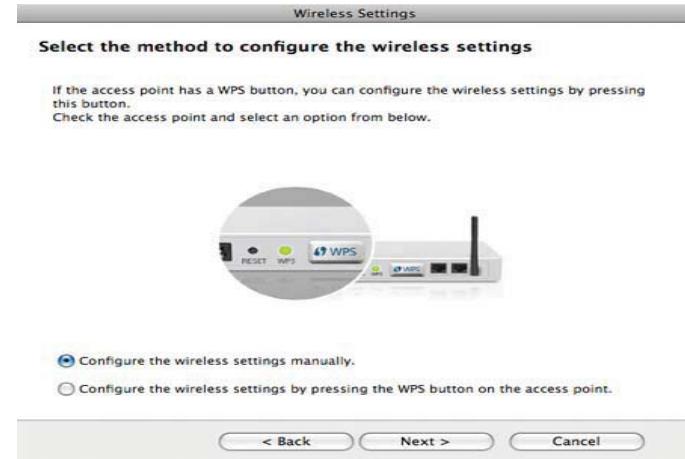 Wireless Settings
Select the method to configure the wireless settings
If the access point has a WPS button, you can configure the wireless settings by pressing
this button.
Check the access point and select an option from below.
RESET WPS WPS
WPS WPS
Configure the wireless settings manually.
Configure the wireless settings by pressing the WPS button on the access point.
< Back Next > Cancel